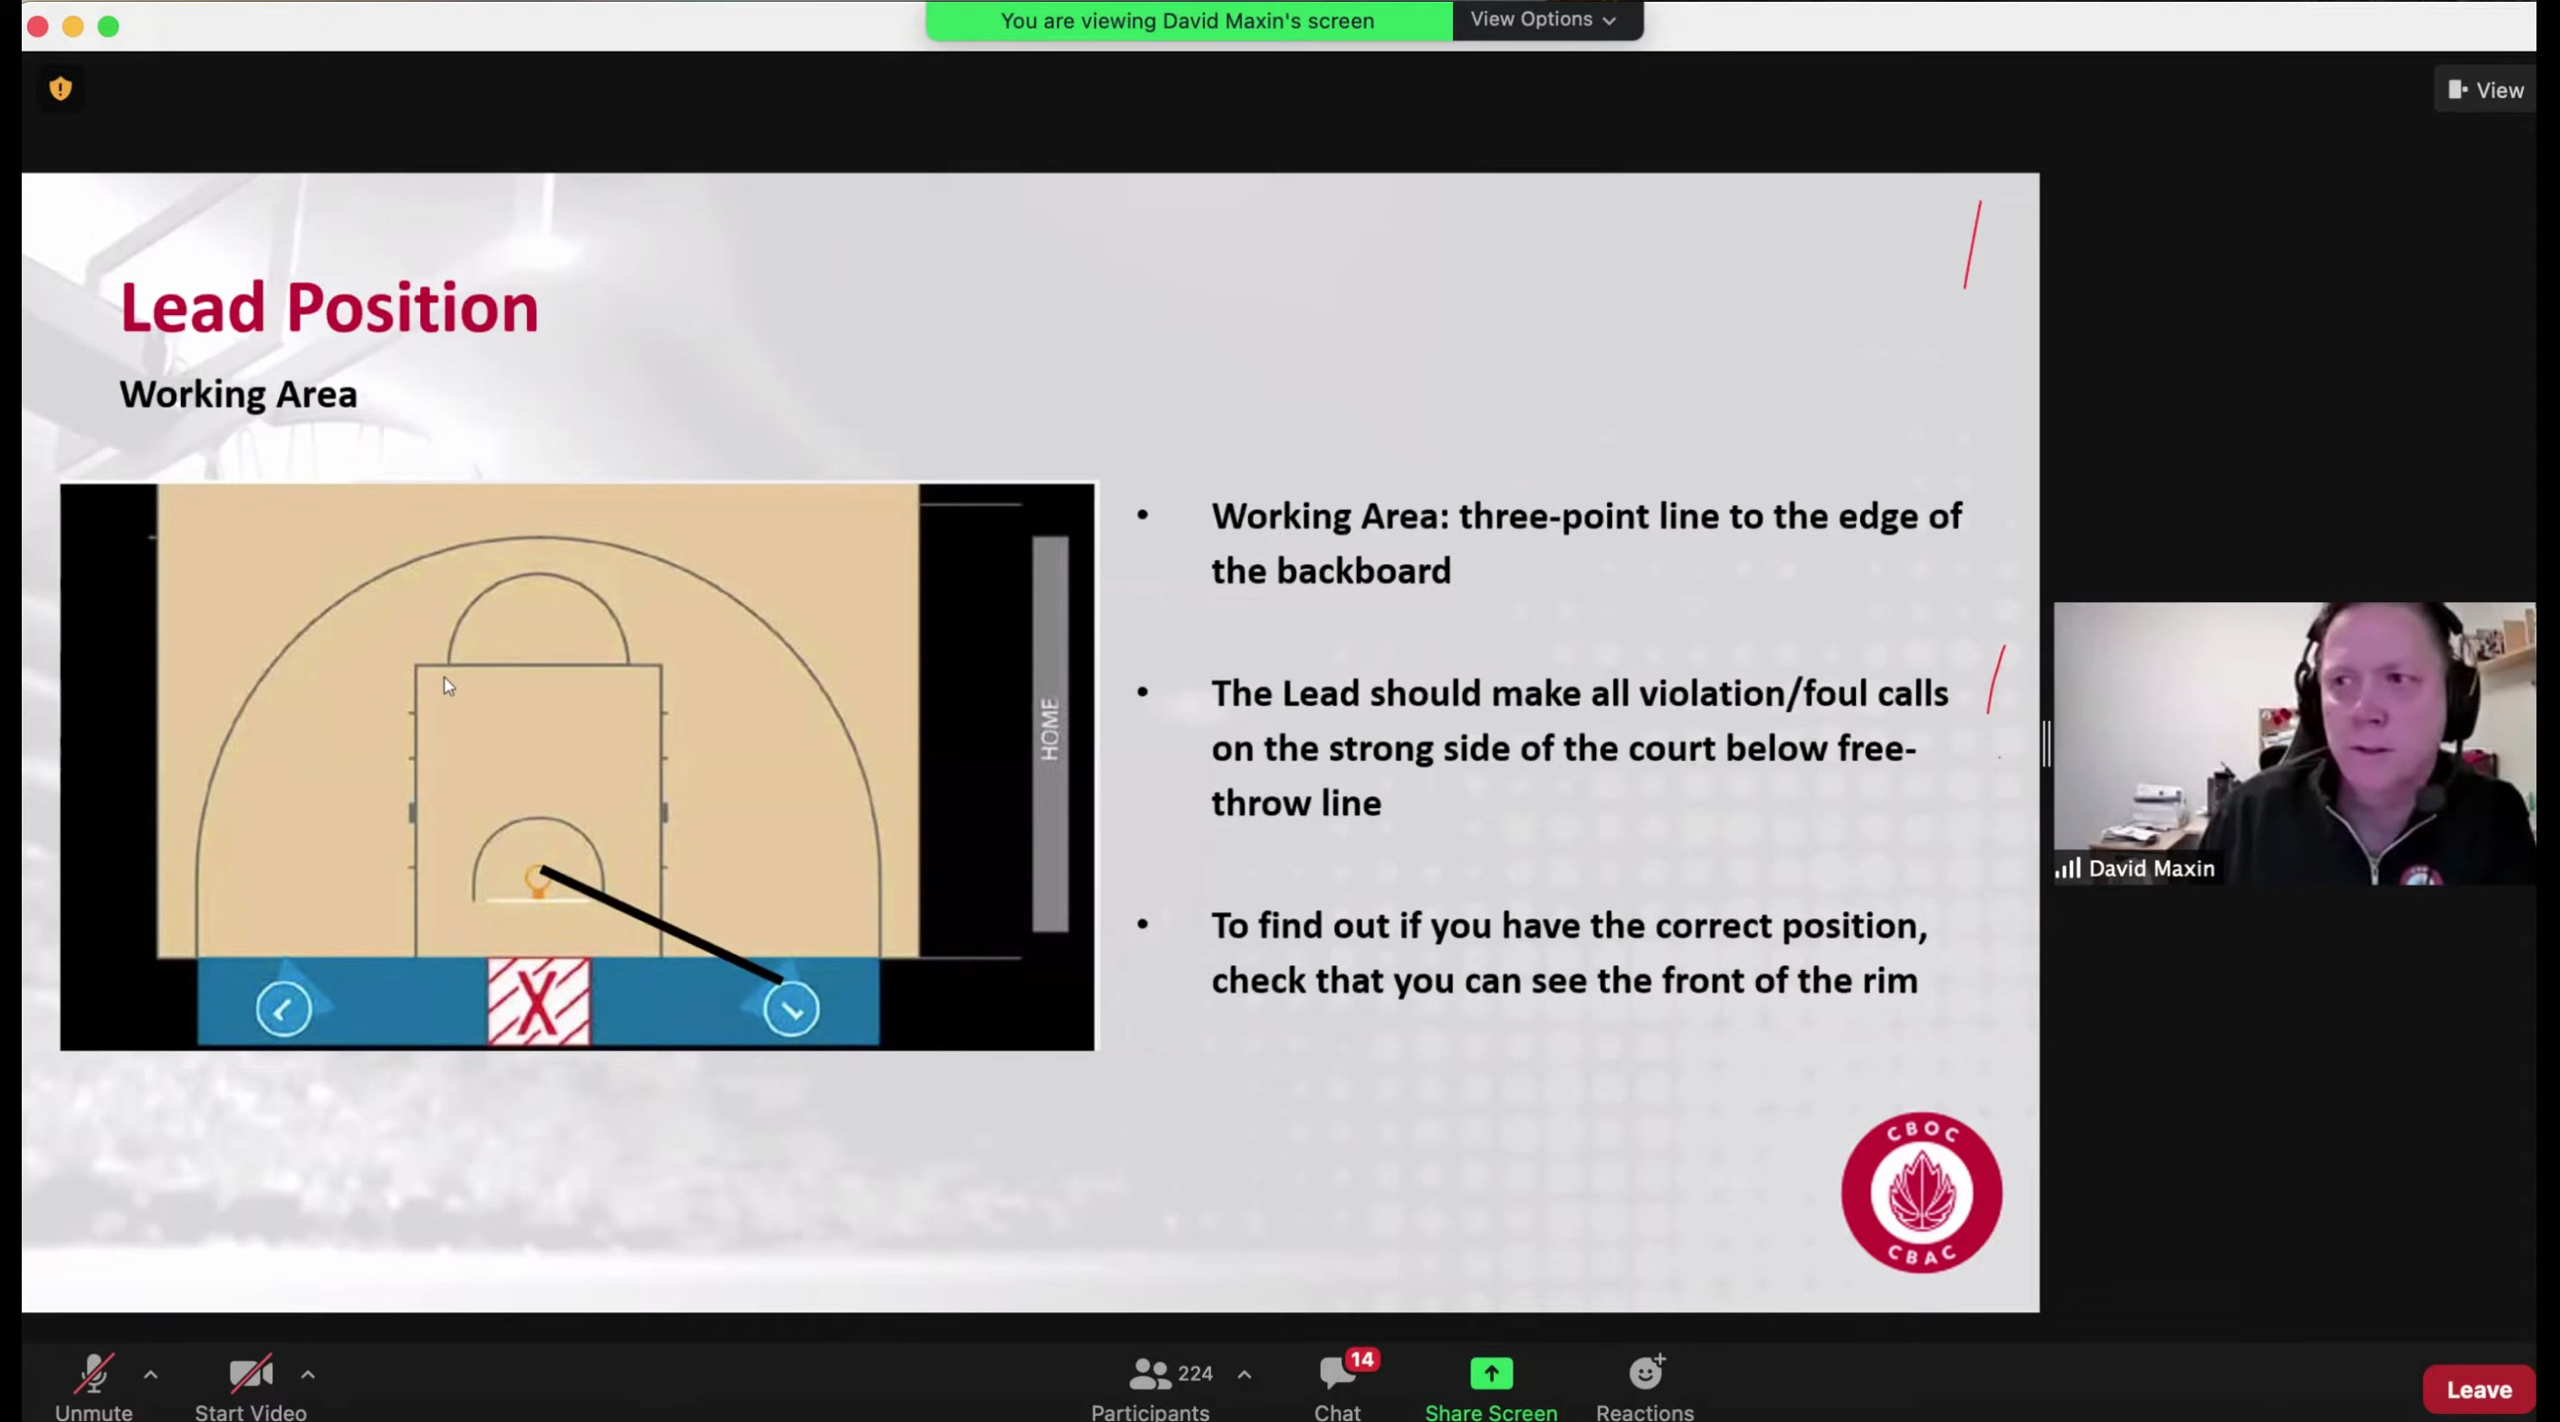 You are viewing David Maxin's screen
View Options
View
Lead Position
Working Area
HOME
X
L
L
• Working Area: three-point line to the edge of
the backboard
• The Lead should make all violation/foul calls
on the strong side of the court below free-
throw line
• To find out if you have the correct position,
check that you can see the front of the rim
David Maxin
CBOC
CBAC
224
14
Unmute
Start Video
Participants
Chat
Share Screen
Reactions
Leave